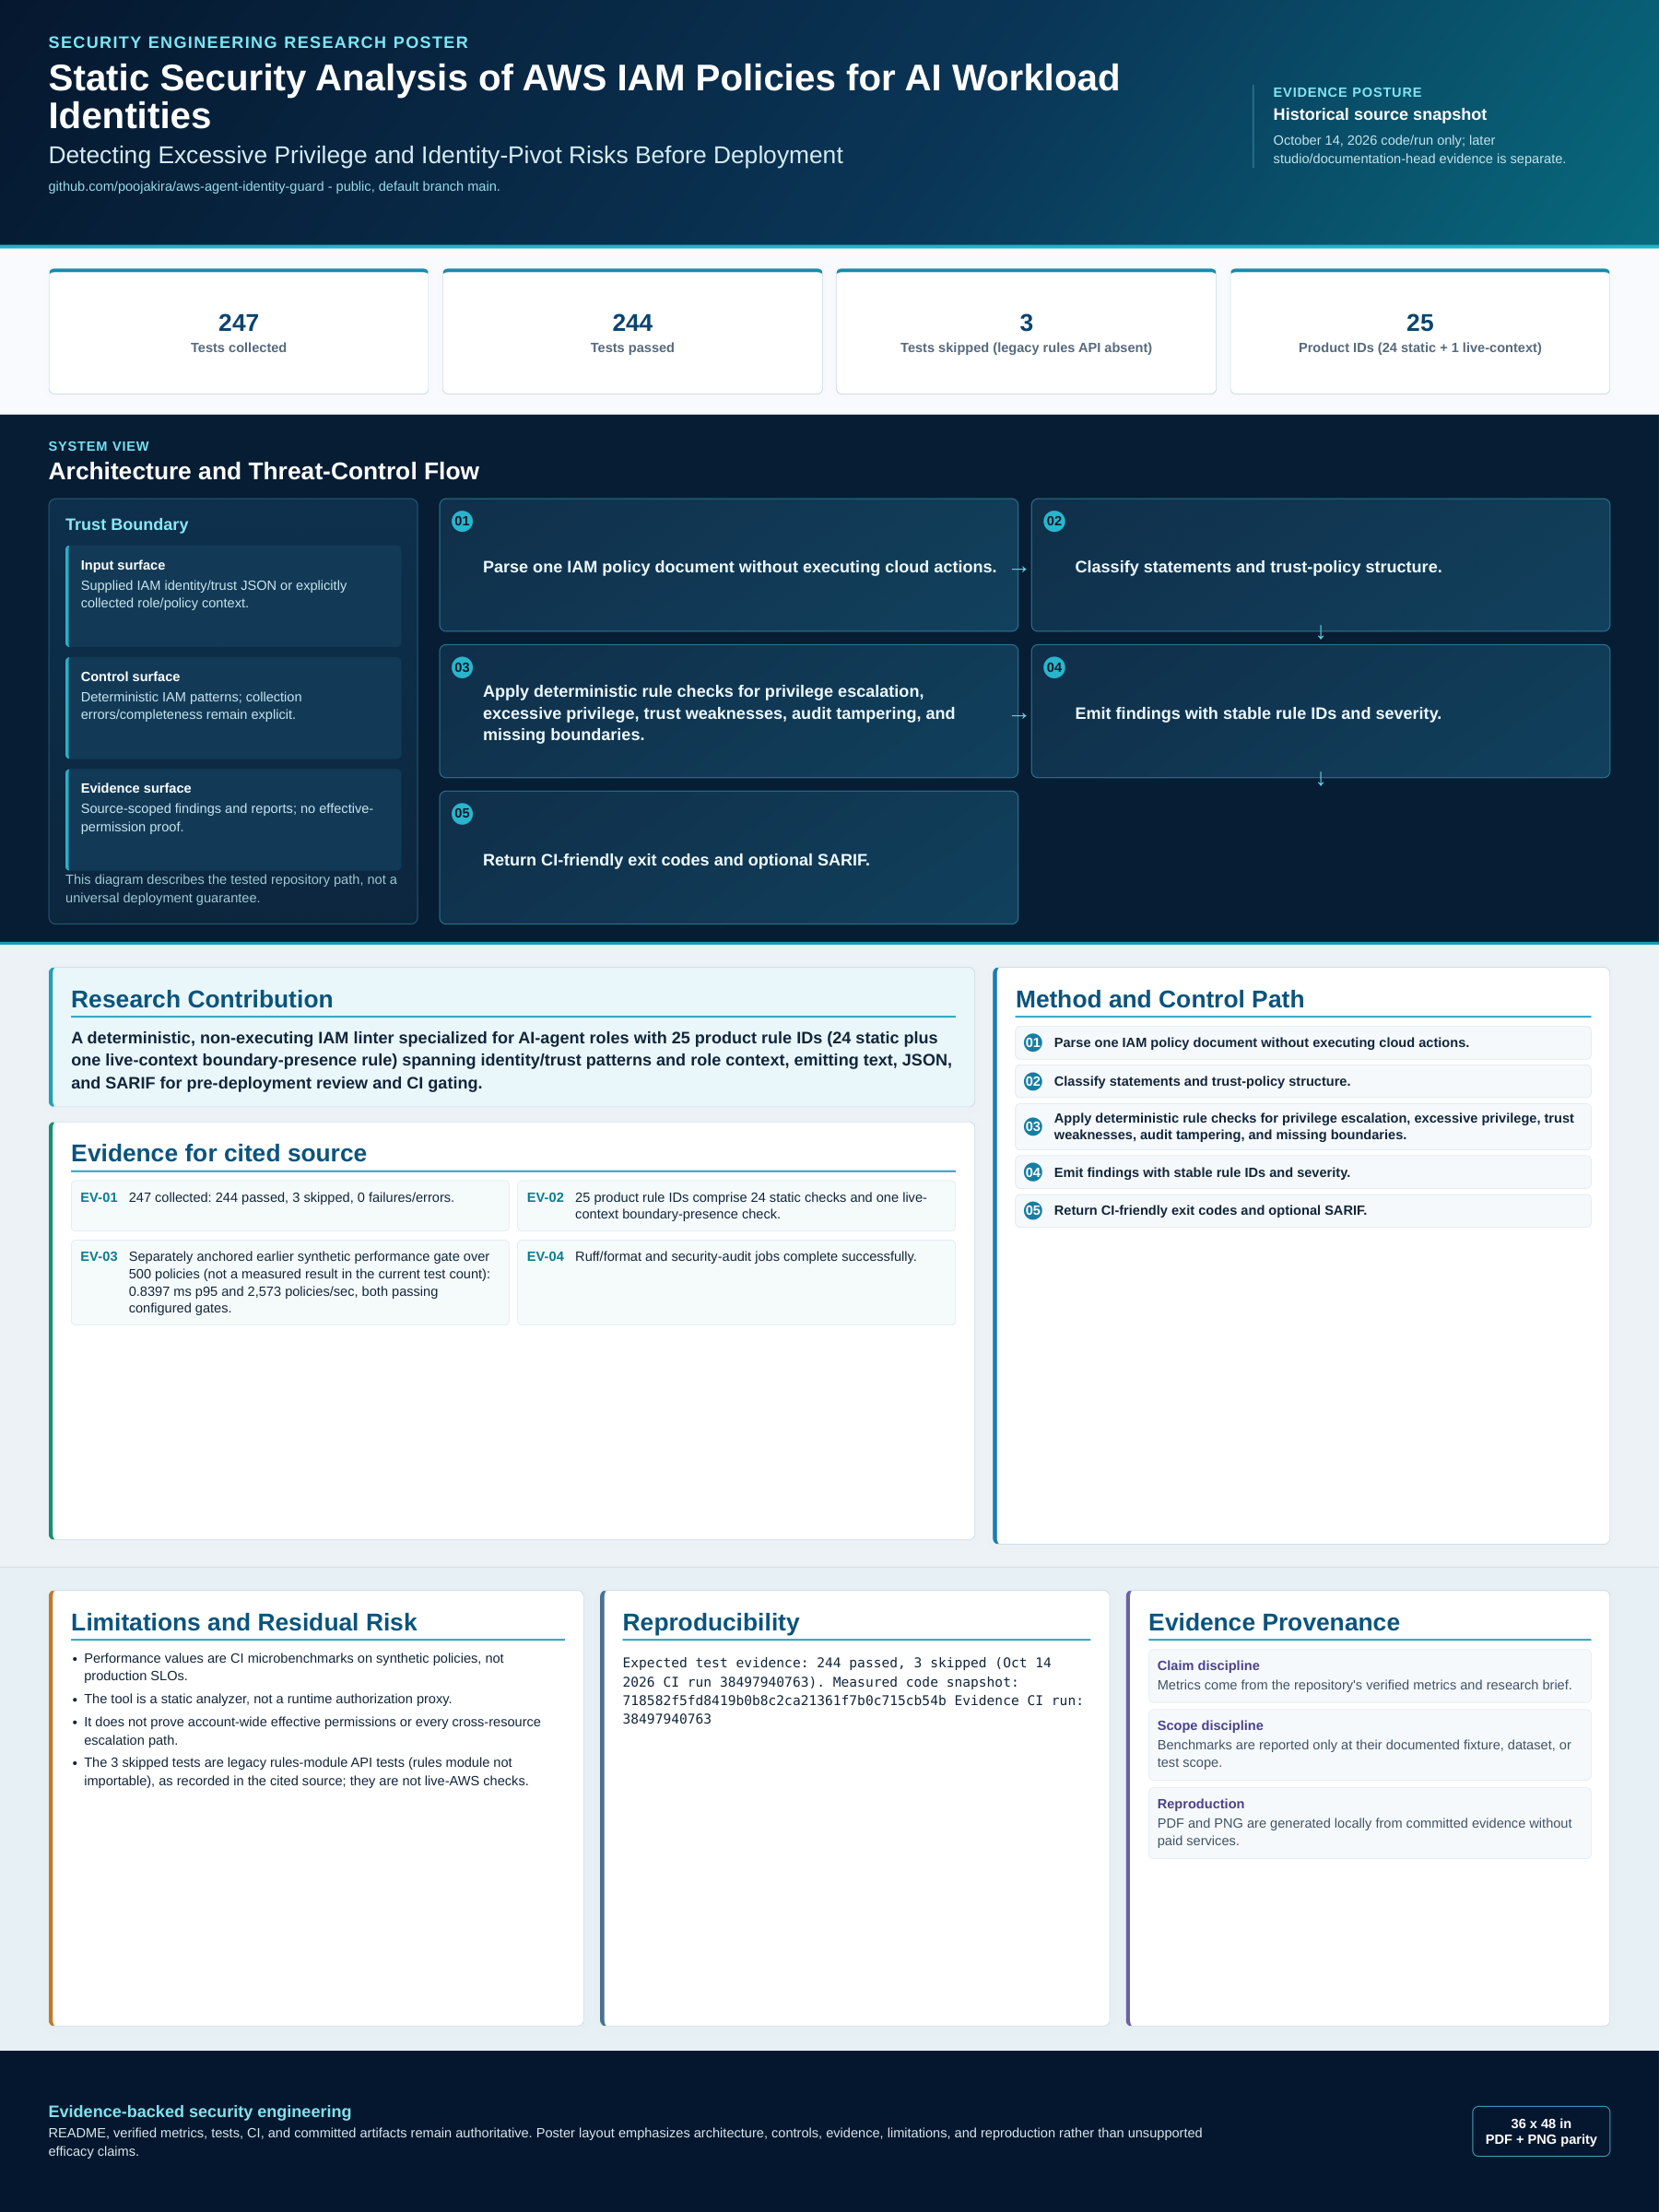 SECURITY ENGINEERING RESEARCH POSTER
Static Security Analysis of AWS IAM Policies for AI Workload
Identities
Detecting Excessive Privilege and Identity-Pivot Risks Before Deployment
github.com/poojakira/aws-agent-identity-guard - public, default branch main.
EVIDENCE POSTURE
Historical source snapshot
October 14, 2026 code/run only; later
studio/documentation-head evidence is separate.
247
Tests collected
244
Tests passed
3
Tests skipped (legacy rules API absent)
25
Product IDs (24 static + 1 live-context)
SYSTEM VIEW
Architecture and Threat-Control Flow
Trust Boundary
Input surface
Supplied IAM identity/trust JSON or explicitly
collected role/policy context.
Control surface
Deterministic IAM patterns; collection
errors/completeness remain explicit.
Evidence surface
Source-scoped findings and reports; no effective-
permission proof.
This diagram describes the tested repository path, not a
universal deployment guarantee.
01
Parse one IAM policy document without executing cloud actions.
→
02
Classify statements and trust-policy structure.
↓
03
Apply deterministic rule checks for privilege escalation,
excessive privilege, trust weaknesses, audit tampering, and
missing boundaries.
→
04
Emit findings with stable rule IDs and severity.
↓
05
Return CI-friendly exit codes and optional SARIF.
Research Contribution
A deterministic, non-executing IAM linter specialized for AI-agent roles with 25 product rule IDs (24 static plus
one live-context boundary-presence rule) spanning identity/trust patterns and role context, emitting text, JSON,
and SARIF for pre-deployment review and CI gating.
Evidence for cited source
EV-01 247 collected: 244 passed, 3 skipped, 0 failures/errors.
EV-02 25 product rule IDs comprise 24 static checks and one live-
context boundary-presence check.
EV-03 Separately anchored earlier synthetic performance gate over
500 policies (not a measured result in the current test count):
0.8397 ms p95 and 2,573 policies/sec, both passing
configured gates.
EV-04 Ruff/format and security-audit jobs complete successfully.
Method and Control Path
01 Parse one IAM policy document without executing cloud actions.
02 Classify statements and trust-policy structure.
03 Apply deterministic rule checks for privilege escalation, excessive privilege, trust
weaknesses, audit tampering, and missing boundaries.
04 Emit findings with stable rule IDs and severity.
05 Return CI-friendly exit codes and optional SARIF.
Limitations and Residual Risk
• Performance values are CI microbenchmarks on synthetic policies, not
production SLOs.
• The tool is a static analyzer, not a runtime authorization proxy.
• It does not prove account-wide effective permissions or every cross-resource
escalation path.
• The 3 skipped tests are legacy rules-module API tests (rules module not
importable), as recorded in the cited source; they are not live-AWS checks.
Reproducibility
Expected test evidence: 244 passed, 3 skipped (Oct 14
2026 CI run 38497940763). Measured code snapshot:
718582f5fd8419b0b8c2ca21361f7b0c715cb54b Evidence CI run:
38497940763
Evidence Provenance
Claim discipline
Metrics come from the repository's verified metrics and research brief.
Scope discipline
Benchmarks are reported only at their documented fixture, dataset, or
test scope.
Reproduction
PDF and PNG are generated locally from committed evidence without
paid services.
Evidence-backed security engineering
README, verified metrics, tests, CI, and committed artifacts remain authoritative. Poster layout emphasizes architecture, controls, evidence, limitations, and reproduction rather than unsupported
efficacy claims.
36 x 48 in
PDF + PNG parity